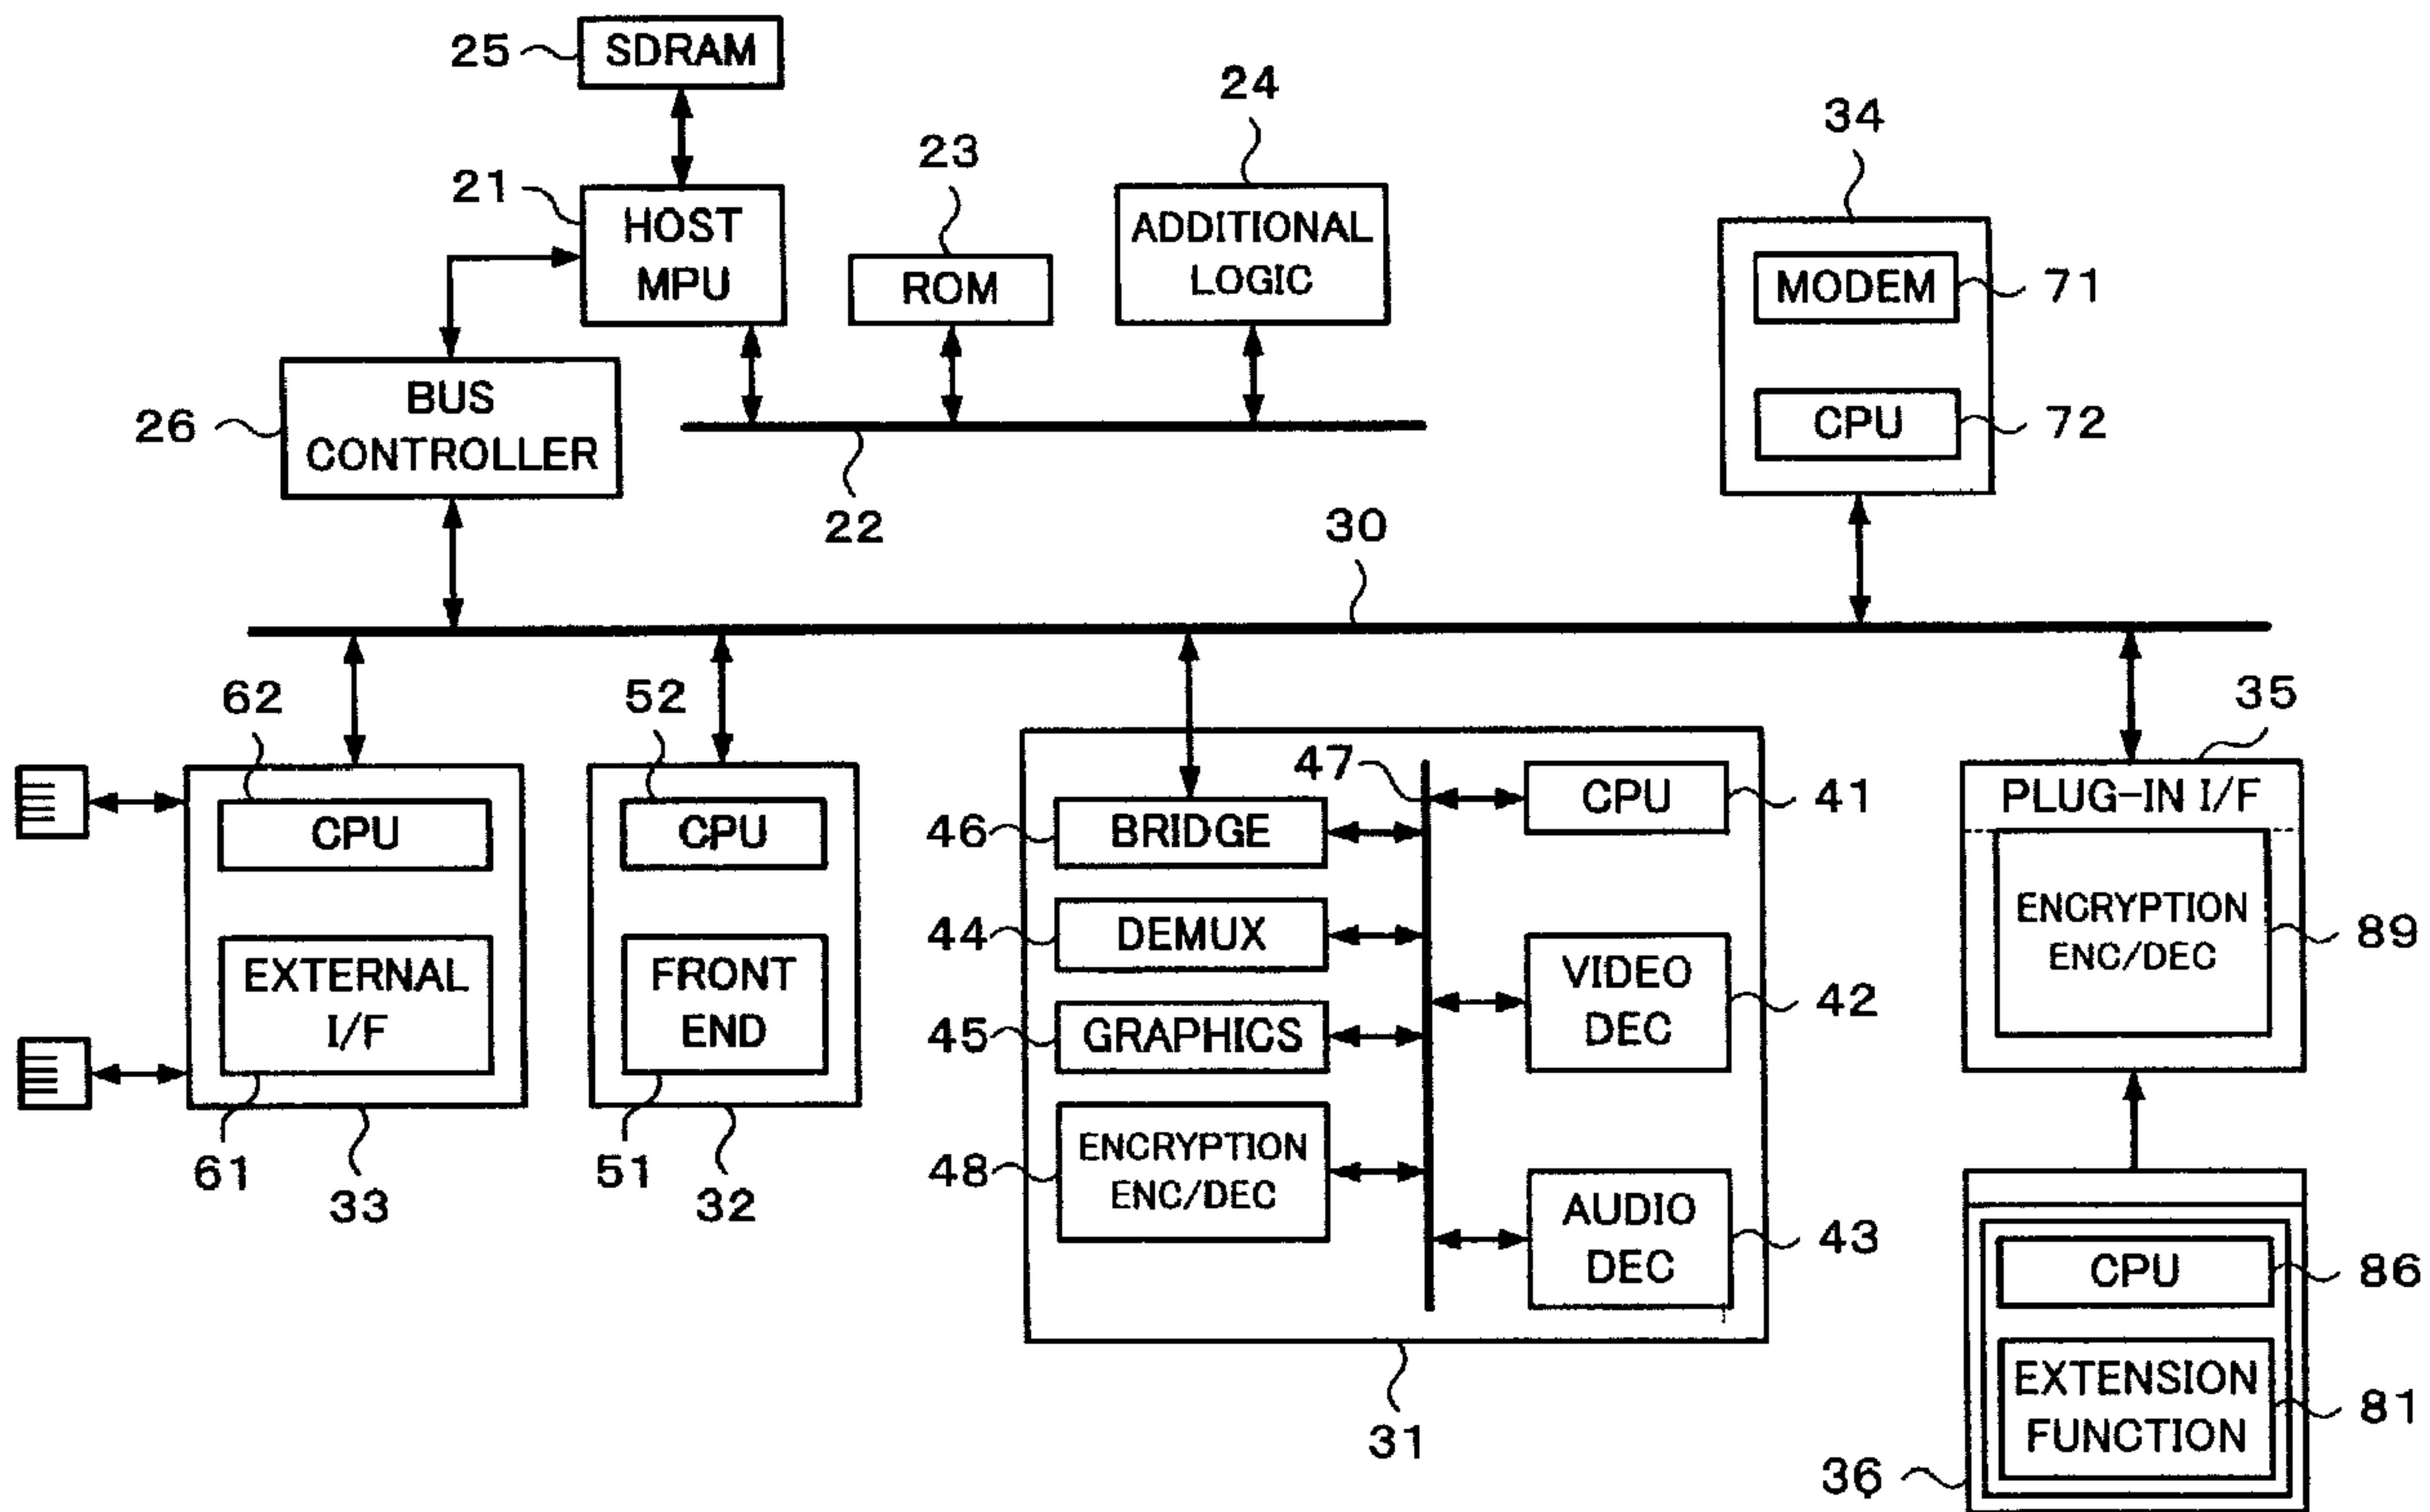 25
SDRAM
24
34
23
21
HOST
MPU
ADDITIONAL
LOGIC
ROM
MODEM
71
BUS
CONTROLLER
26
CPU
72
22
30
62
52
35
47
CPU
41
PLUG-IN I/F
46
BRIDGE
CPU
CPU
ENCRYPTION
ENC/DEC
89
44
DEMUX
EXTERNAL
I/F
FRONT
END
VIDEO
DEC
42
45
GRAPHICS
61
33
51
32
48
ENCRYPTION
ENC/DEC
AUDIO
DEC
43
CPU
86
EXTENSION
FUNCTION
81
31
36